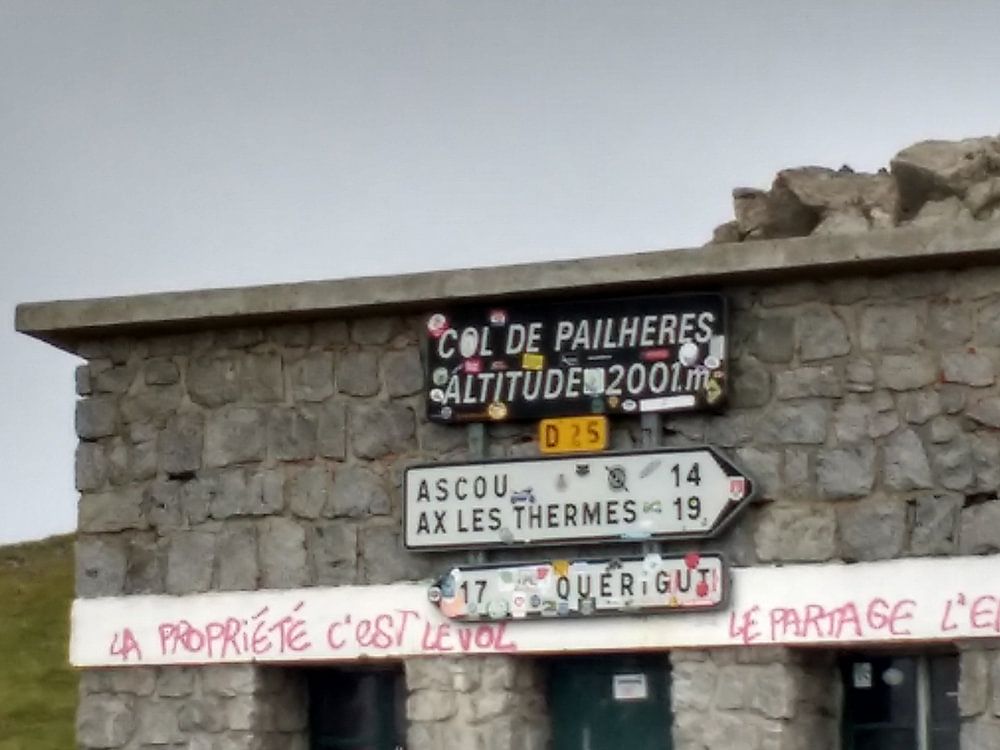 COL DE PAILHERES
ALTITUDE 2001 m
D 25
ASCOU 14
AX LES THERMES 19
17 QUERIGUT
LA PROPRIÉTÉ C'EST LE VOL
LE PARTAGE L'E